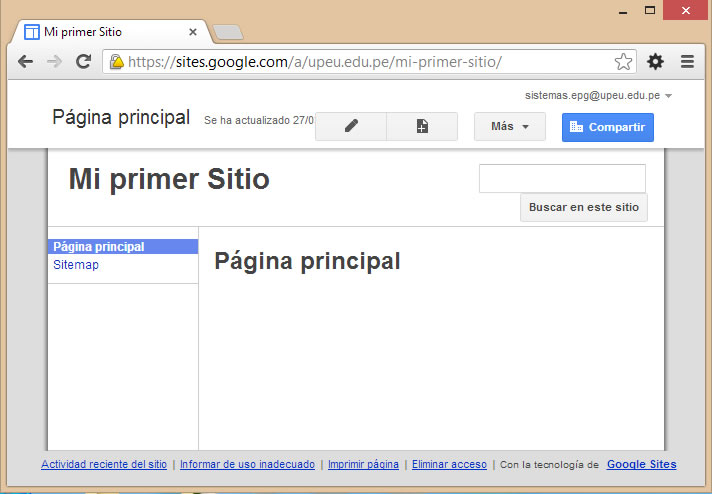 Mi primer Sitio
https://sites.google.com/a/upeu.edu.pe/mi-primer-sitio/
sistemas.epg@upeu.edu.pe
Página principal Se ha actualizado 27/0 Más Compartir
Mi primer Sitio
Buscar en este sitio
Página principal
Sitemap
Página principal
Actividad reciente del sitio | Informar de uso inadecuado | Imprimir página | Eliminar acceso | Con la tecnología de Google Sites